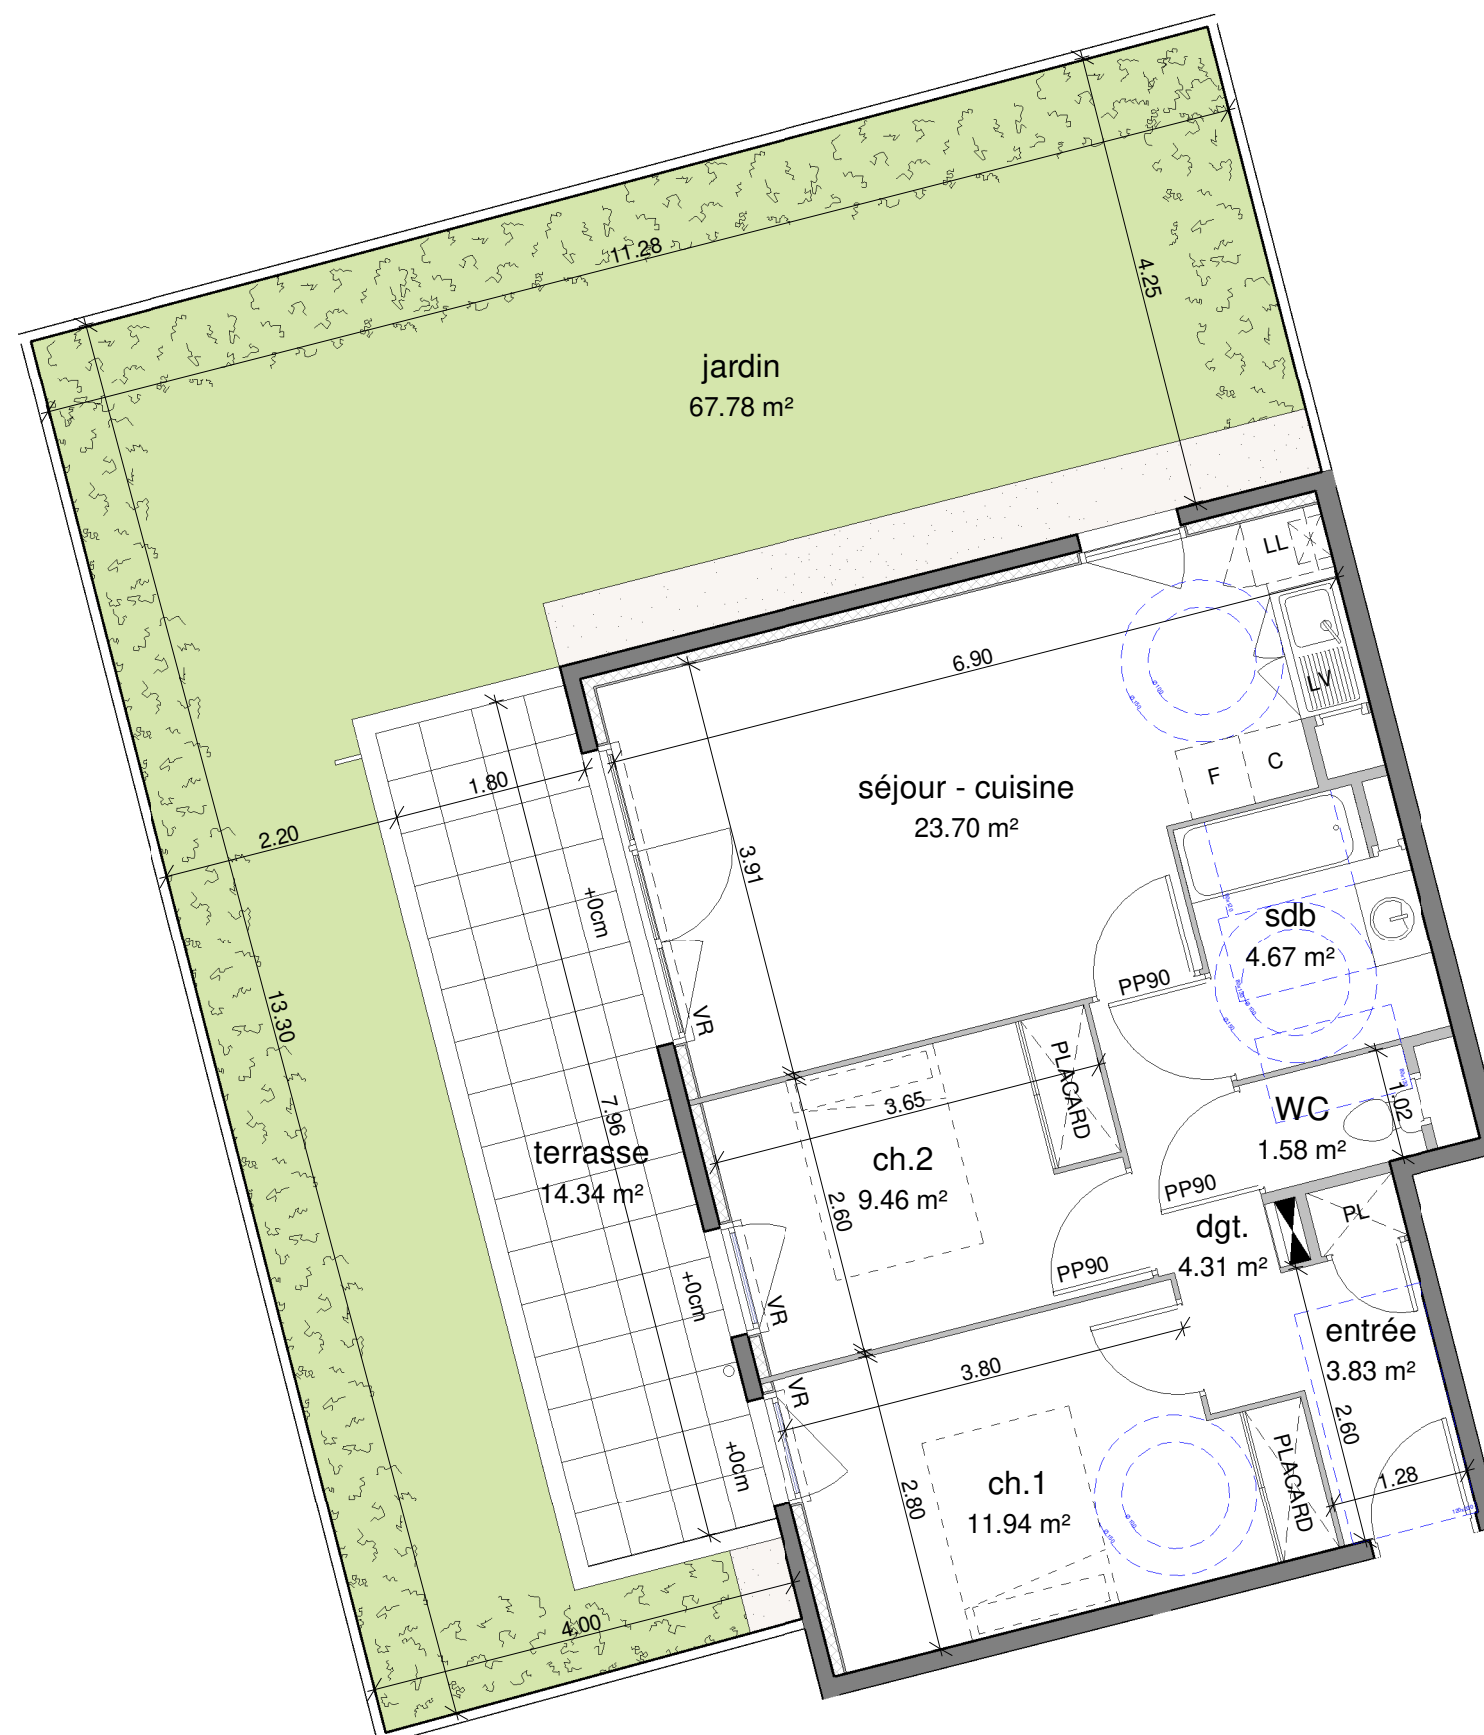 11.28
4.25
jardin
67.78 m²
LL
6.90
LV
1.80
séjour - cuisine
23.70 m²
F
C
2.20
3.91
+0cm
sdb
4.67 m²
PP90
13.30
VR
PLACARD
3.65
7.96
WC
1.58 m²
1.02
terrasse
14.34 m²
ch.2
9.46 m²
2.60
PP90
PL
dgt.
4.31 m²
PP90
+0cm
VR
entrée
3.83 m²
3.80
VR
2.60
+0cm
ch.1
11.94 m²
2.80
PLACARD
1.28
4.00